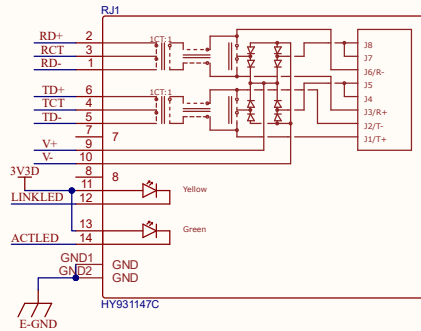 RJ1
RD+ 2
RCT 3
RD- 1
1CT:1
TD+ 6
TCT 4
TD- 5
1CT:1
7 7
V+ 9
V- 10
8 8
3V3D 11
LINKLED 12
Yellow
13
ACTLED 14
Green
GND1 GND
GND2 GND
E-GND
J8
J7
J6/R-
J5
J4
J3/R+
J2/T-
J1/T+
HY931147C